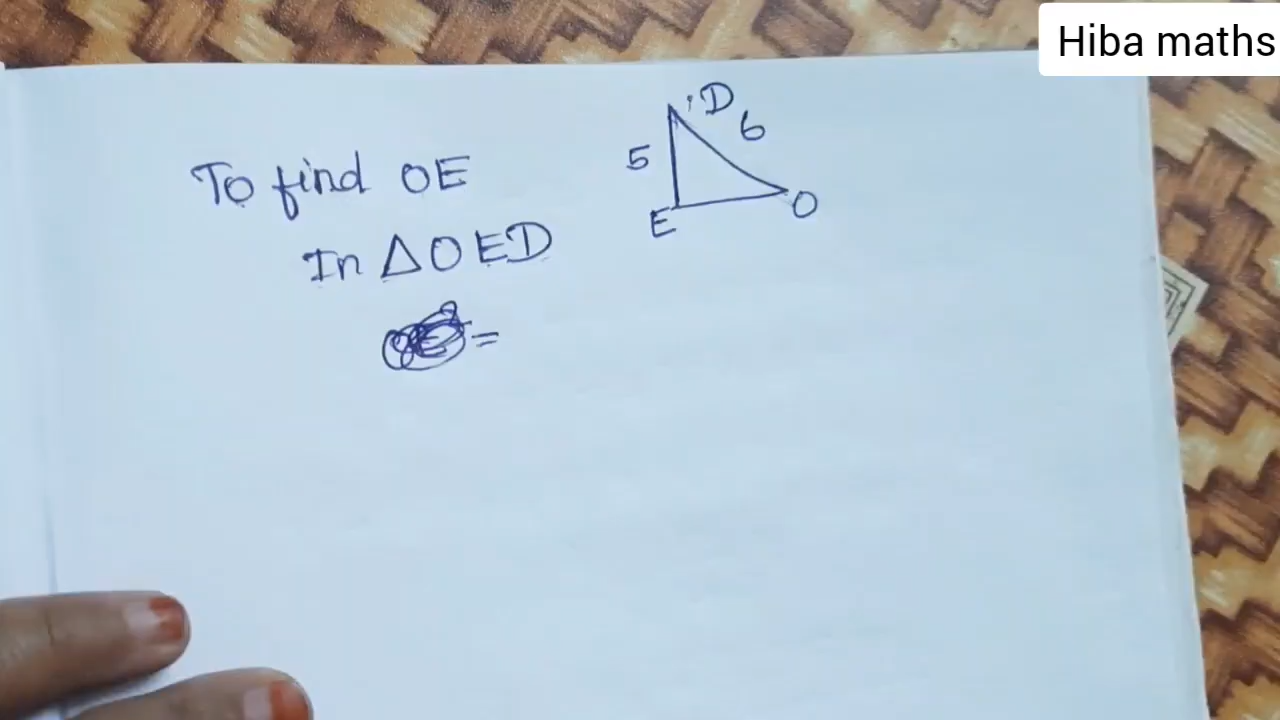 Hiba maths
D
6
5
To find OE
O
E
In △OED
=